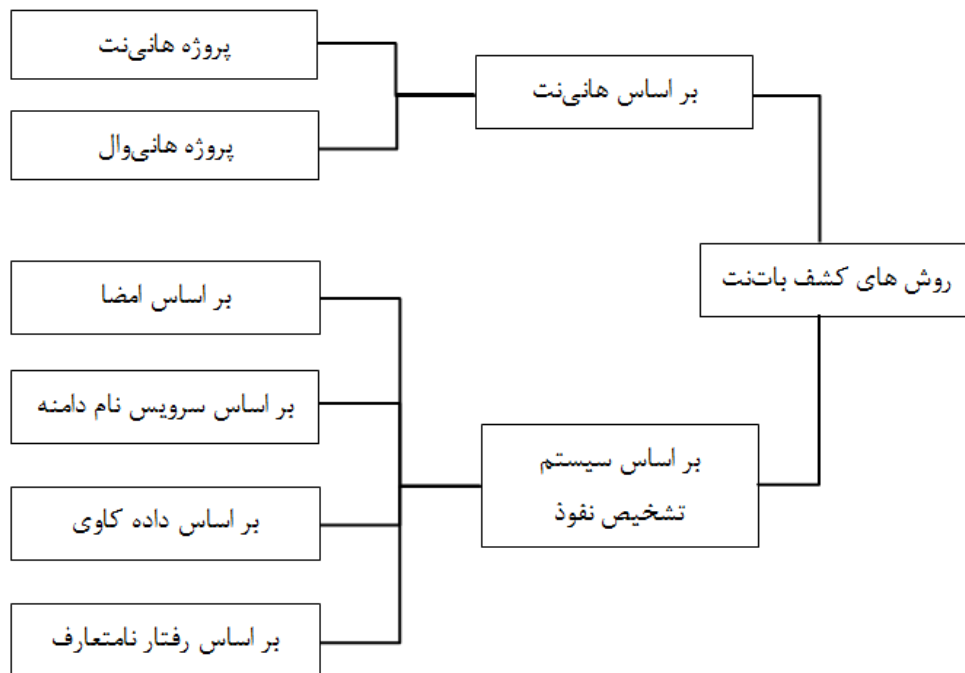 روش های کشف بات‌نت
بر اساس هانی‌نت
پروژه هانی‌نت
پروژه هانی‌وال
بر اساس سیستم
تشخیص نفوذ
بر اساس امضا
بر اساس سرویس نام دامنه
بر اساس داده کاوی
بر اساس رفتار نامتعارف